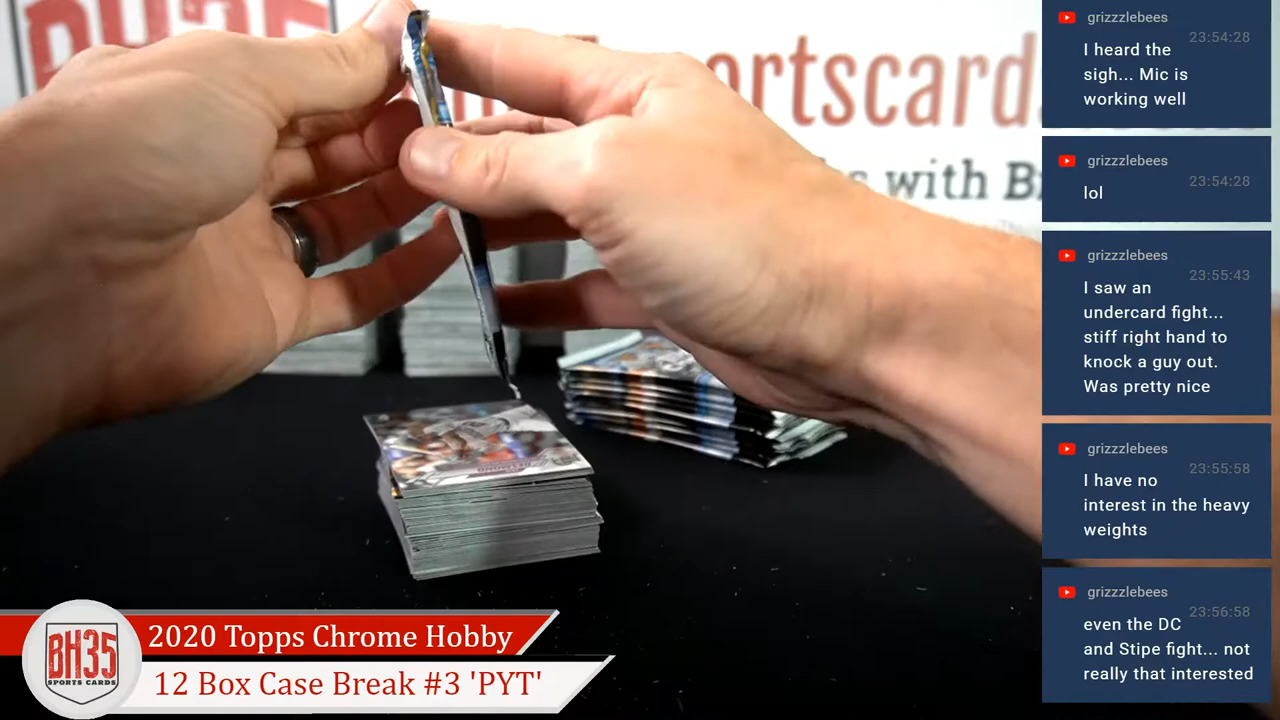 BH35
ortscard
s with B
grizzzlebees
23:54:28
I heard the
sigh... Mic is
working well
grizzzlebees
23:54:28
lol
grizzzlebees
23:55:43
I saw an
undercard fight...
stiff right hand to
knock a guy out.
Was pretty nice
grizzzlebees
23:55:58
I have no
interest in the heavy
weights
grizzzlebees
23:56:58
even the DC
and Stipe fight... not
really that interested
BH35
SPORTS CARDS
2020 Topps Chrome Hobby
12 Box Case Break #3 'PYT'